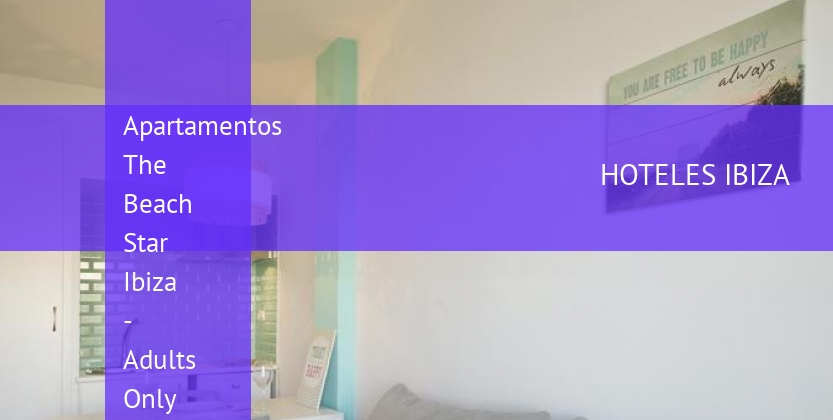 YOU ARE FREE TO BE HAPPY
always
Apartamentos
The
Beach
Star
Ibiza
-
Adults
Only
HOTELES IBIZA